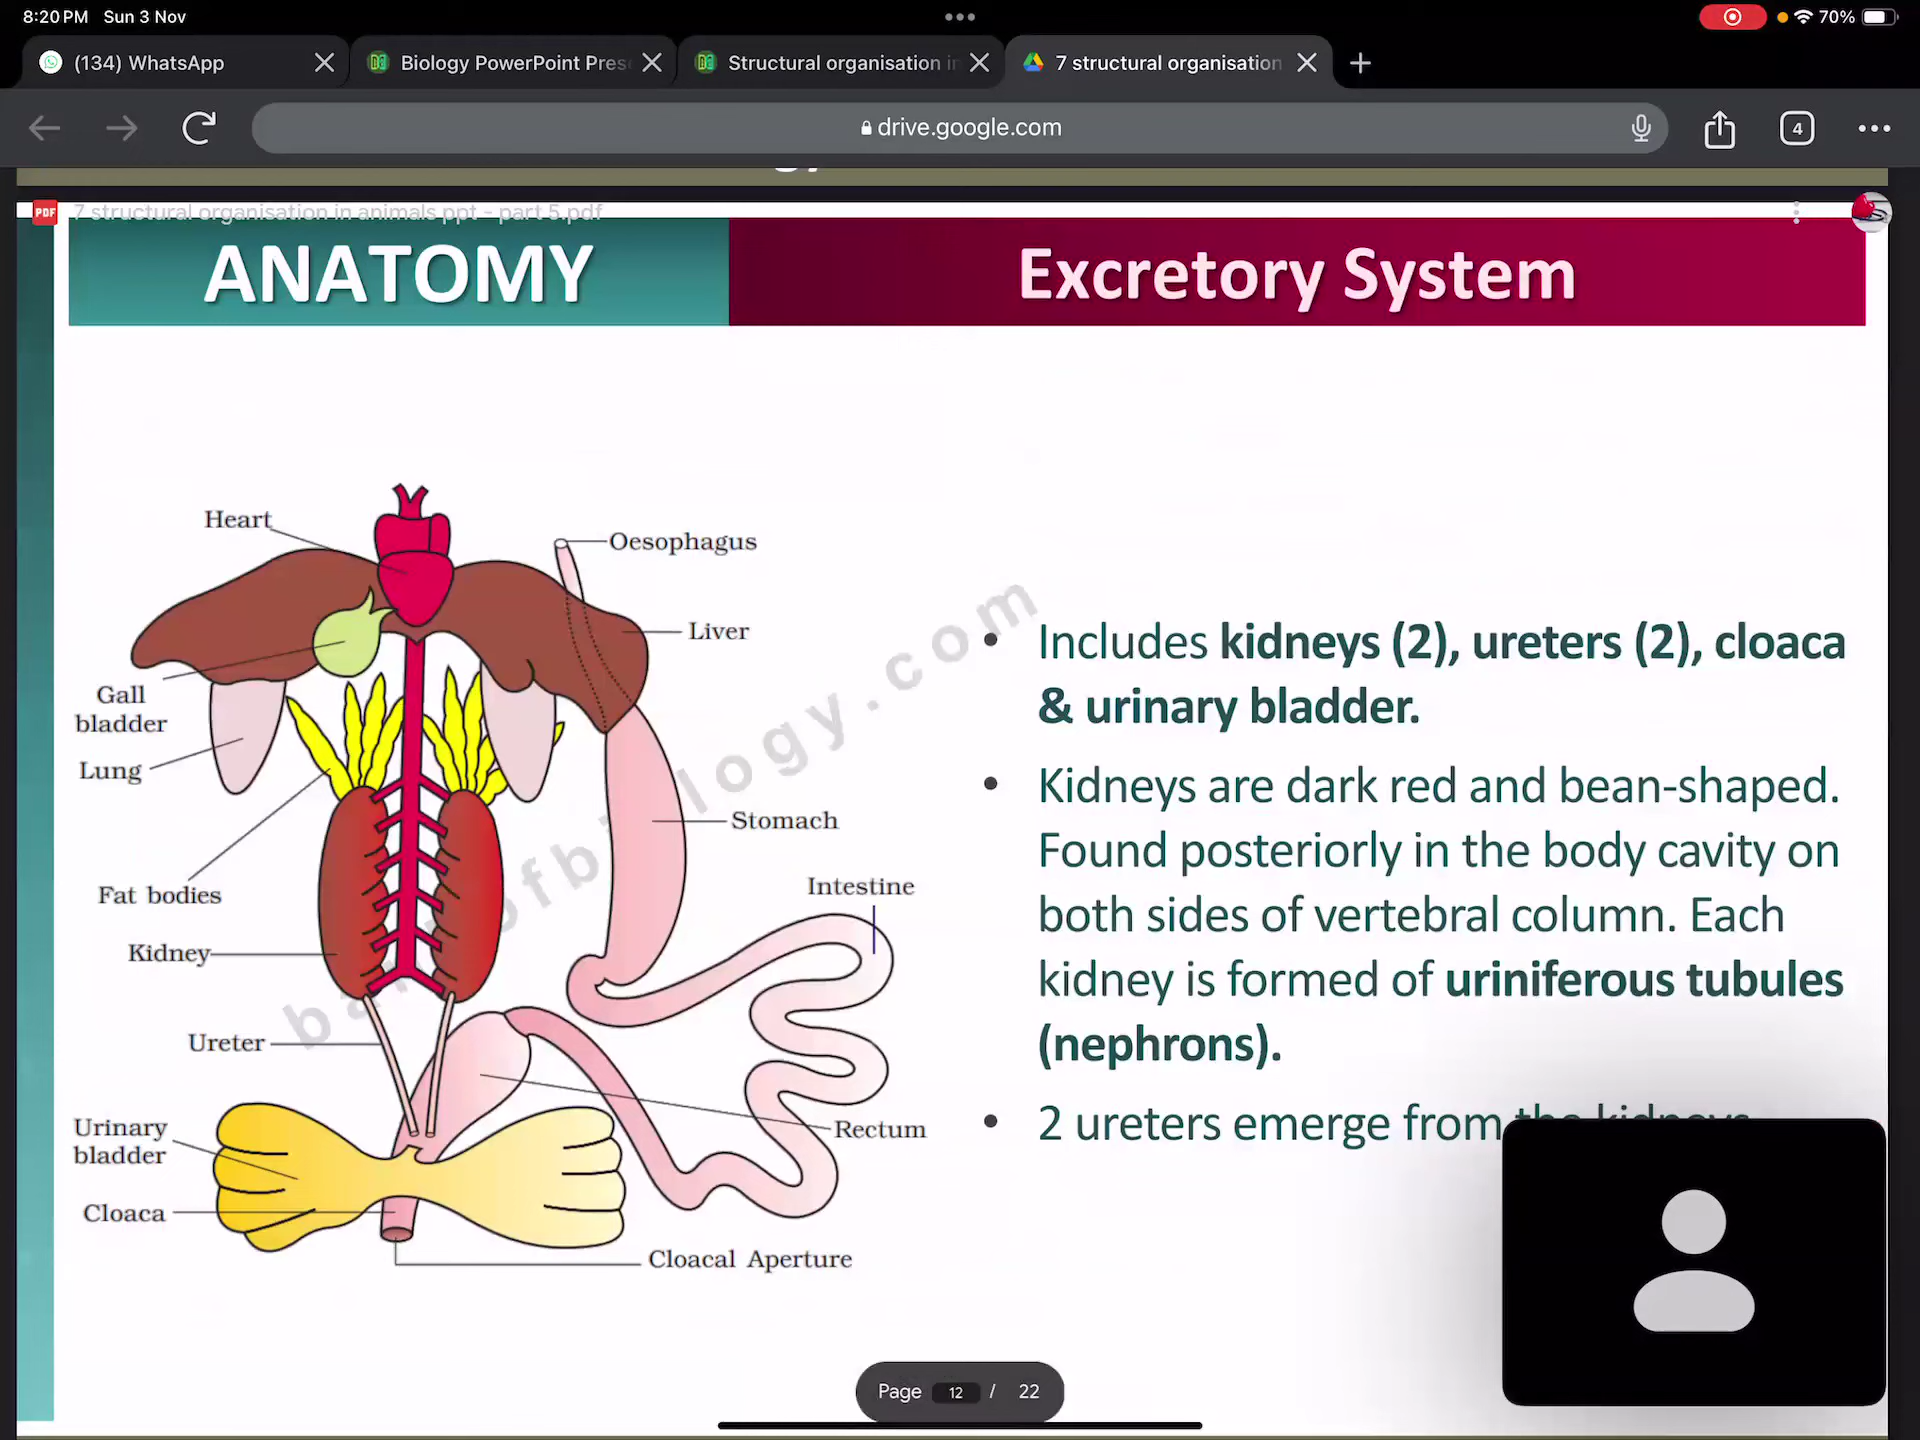 8:20 PM Sun 3 Nov
70%
(134) WhatsApp
Biology PowerPoint Pres
Structural organisation in
7 structural organisation
drive.google.com
4
PDF
7 structural organisation in animals ppt - part 5.pdf
ANATOMY
Excretory System
Heart
Oesophagus
Liver
Gall
bladder
Lung
Stomach
Intestine
Fat bodies
Kidney
Ureter
Urinary
bladder
Rectum
Cloaca
Cloacal Aperture
• Includes kidneys (2), ureters (2), cloaca
& urinary bladder.
• Kidneys are dark red and bean-shaped.
Found posteriorly in the body cavity on
both sides of vertebral column. Each
kidney is formed of uriniferous tubules
(nephrons).
• 2 ureters emerge from the kidneys
Page 12 / 22